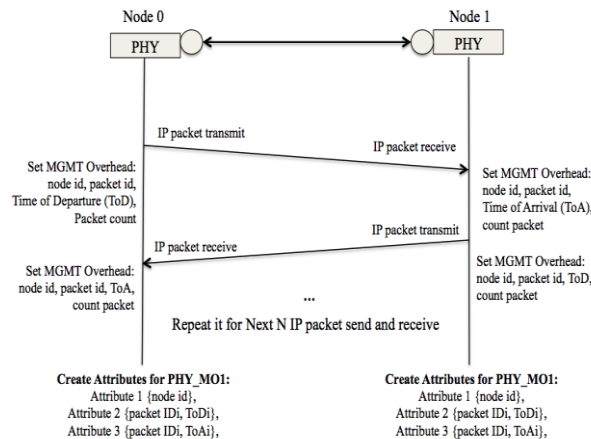 Node 0
Node 1
PHY
PHY
IP packet transmit
IP packet receive
Set MGMT Overhead:
node id, packet id,
Time of Departure (ToD),
Packet count
Set MGMT Overhead:
node id, packet id,
Time of Arrival (ToA),
count packet
IP packet transmit
IP packet receive
Set MGMT Overhead:
node id, packet id, ToA,
count packet
Set MGMT Overhead:
node id, packet id, ToD,
count packet
...
Repeat it for Next N IP packet send and receive
Create Attributes for PHY_MO1:
Attribute 1 {node id},
Attribute 2 {packet IDi, ToDi},
Attribute 3 {packet IDi, ToAi},
Create Attributes for PHY_MO1:
Attribute 1 {node id},
Attribute 2 {packet IDi, ToDi},
Attribute 3 {packet IDi, ToAi},